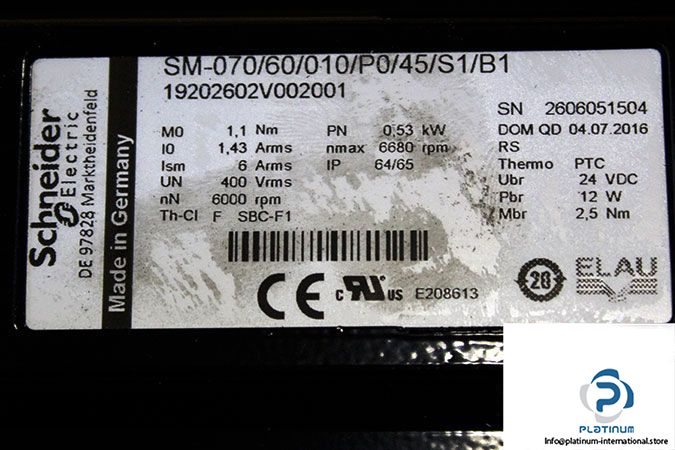 Schneider
Electric
DE 97828 Marktheidenfeld
Made in Germany
SM-070/60/010/P0/45/S1/B1
19202602V002001
SN 2606051504
M0 1,1 Nm PN 0,53 kW DOM QD 04.07.2016
I0 1,43 Arms nmax 6680 rpm RS
Ism 6 Arms IP 64/65 Thermo PTC
UN 400 Vrms Ubr 24 VDC
nN 6000 rpm Pbr 12 W
Th-Cl F SBC-F1 Mbr 2,5 Nm
CE c RU US E208613
20
ELAU
PLATINUM
Info@platinum-international.store